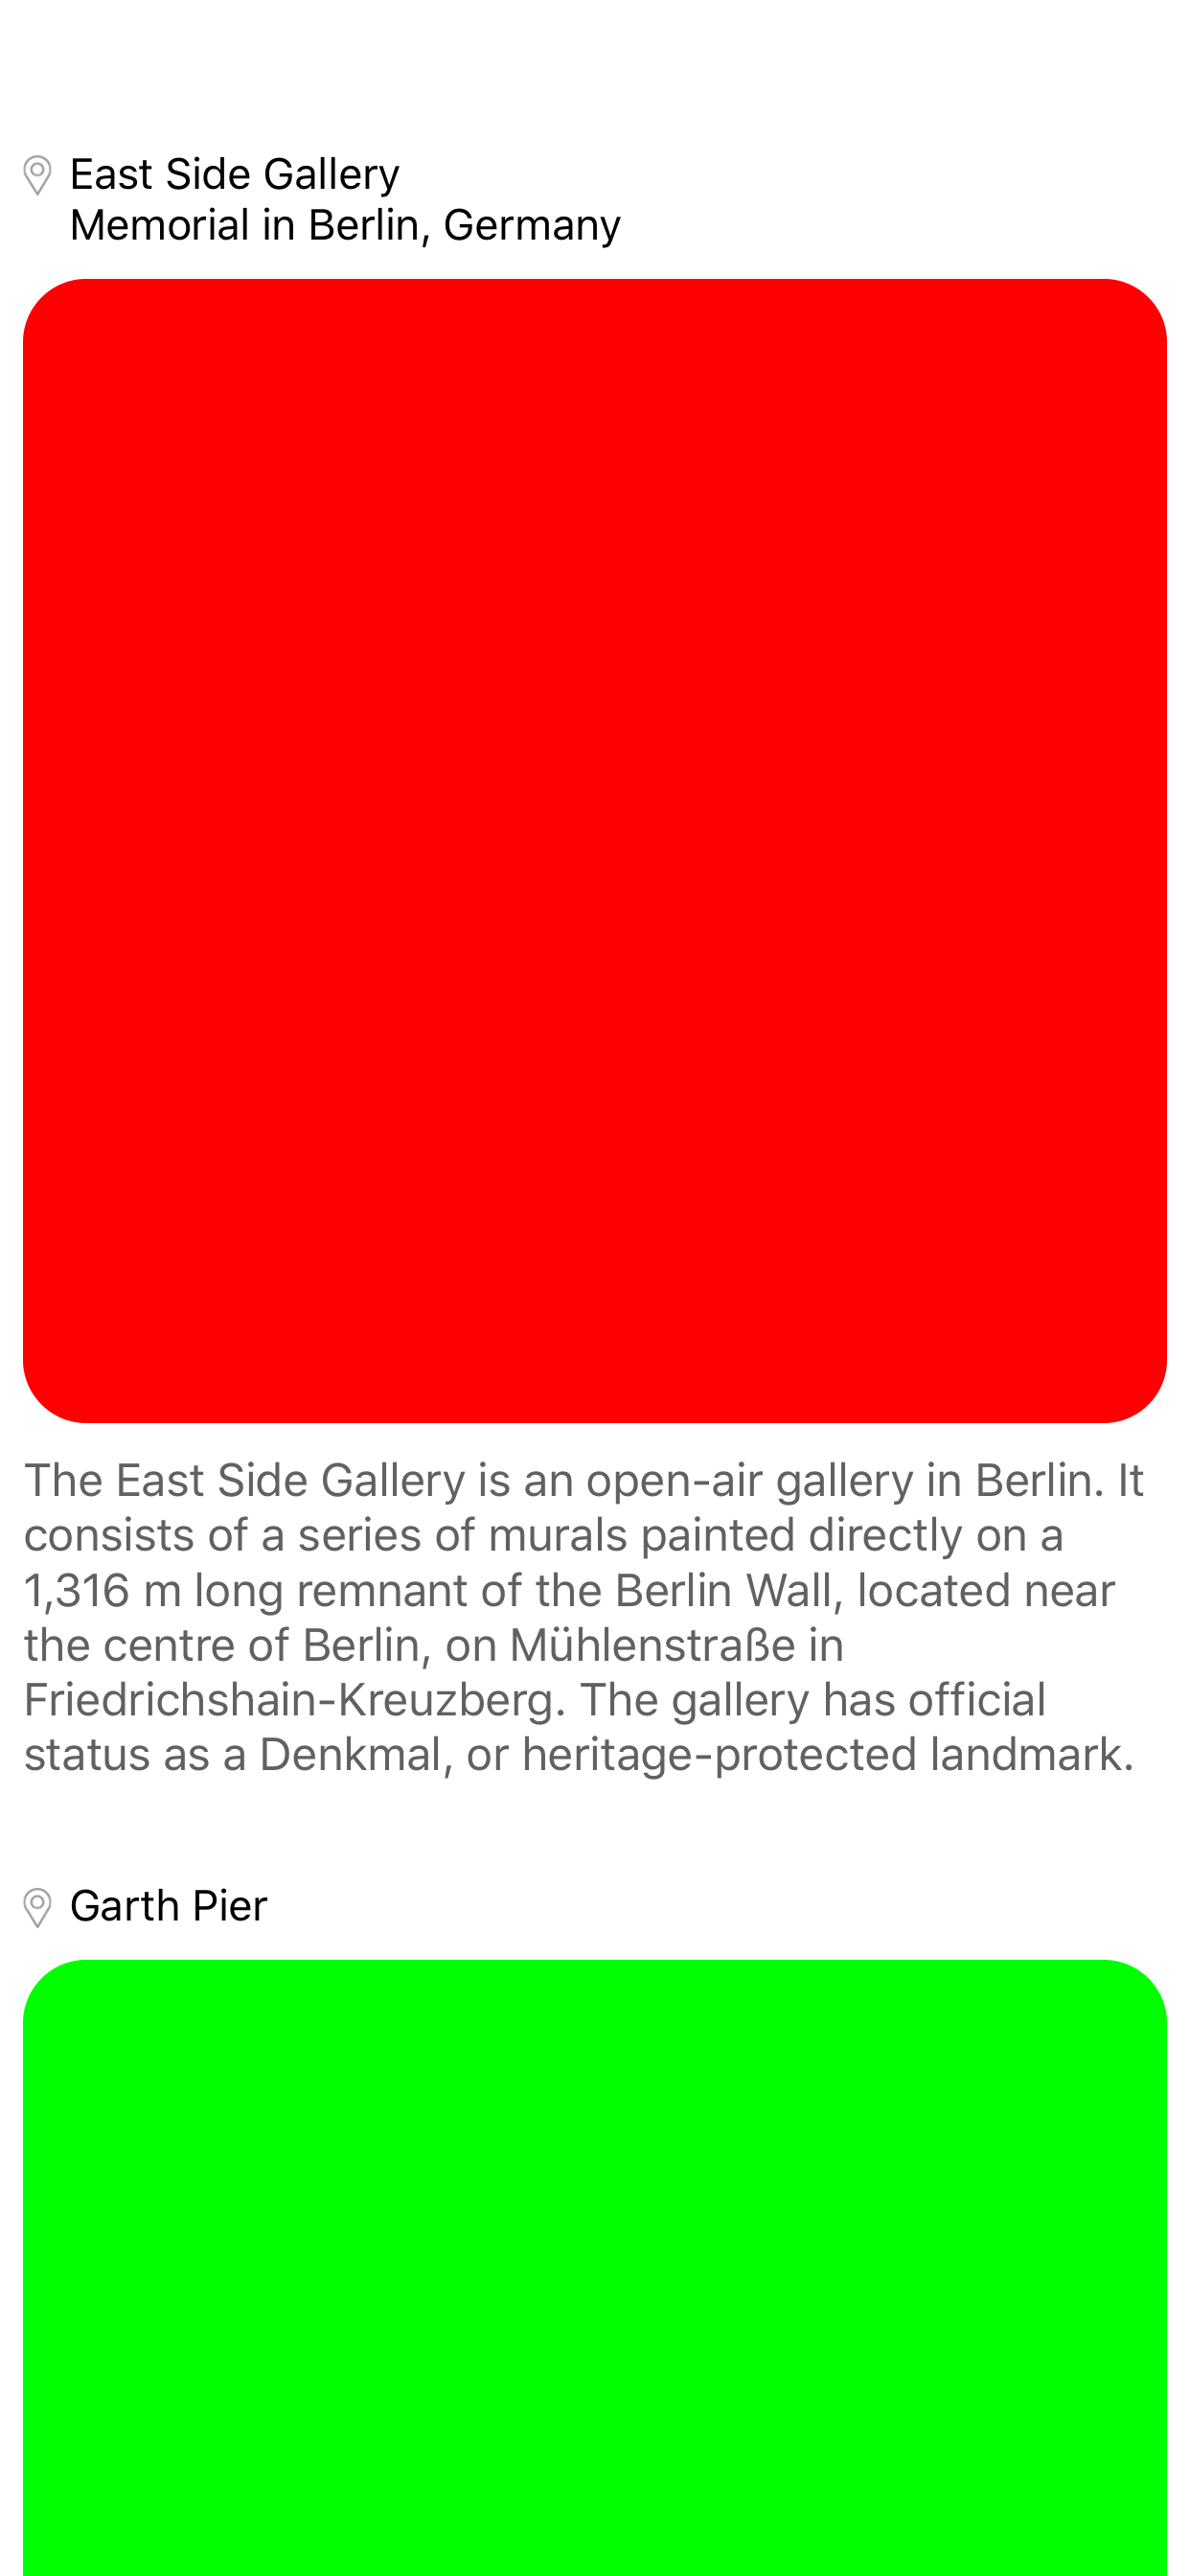 East Side Gallery
Memorial in Berlin, Germany
The East Side Gallery is an open-air gallery in Berlin. It
consists of a series of murals painted directly on a
1,316 m long remnant of the Berlin Wall, located near
the centre of Berlin, on Mühlenstraße in
Friedrichshain-Kreuzberg. The gallery has official
status as a Denkmal, or heritage-protected landmark.
Garth Pier